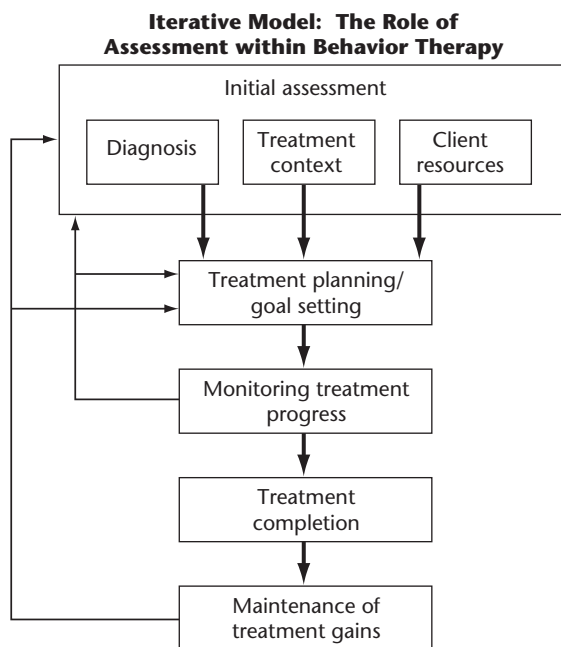 Iterative Model: The Role of
Assessment within Behavior Therapy
Initial assessment
Diagnosis
Treatment
context
Client
resources
Treatment planning/
goal setting
Monitoring treatment
progress
Treatment
completion
Maintenance of
treatment gains